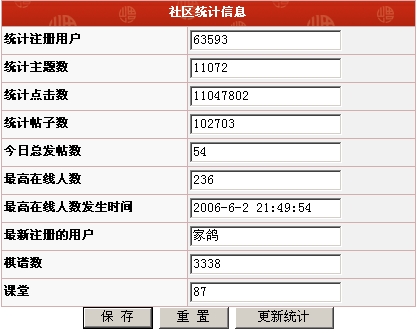 社区统计信息
统计注册用户 63593
统计主题数 11072
统计点击数 11047802
统计帖子数 102703
今日总发帖数 54
最高在线人数 236
最高在线人数发生时间 2006-6-2 21:49:54
最新注册的用户 家鸽
棋谱数 3338
课堂 87
保 存 重 置 更新统计